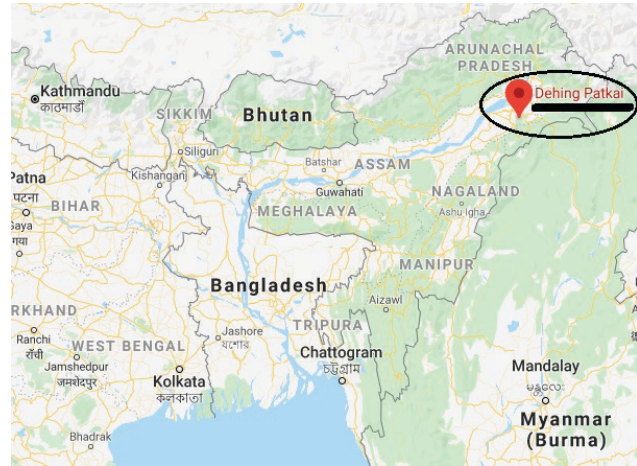 ARUNACHAL
PRADESH
Dehing Patkai
Kathmandu
काठमाडौं
SIKKIM
Bhutan
Siliguri
Batshar
ASSAM
Kishanganj
Patna
पटना
Guwahati
NAGALAND
BIHAR
MEGHALAYA
Ashu Igha
Gaya
गया
MANIPUR
Bangladesh
Aizawl
RKHAND
TRIPURA
Ranchi
राँची
WEST BENGAL
Jashore
যশোর
Chattogram
চট্টগ্রাম
Mandalay
Jamshedpur
जमशेदपुर
Kolkata
কলকাতা
Myanmar
(Burma)
Bhadrak